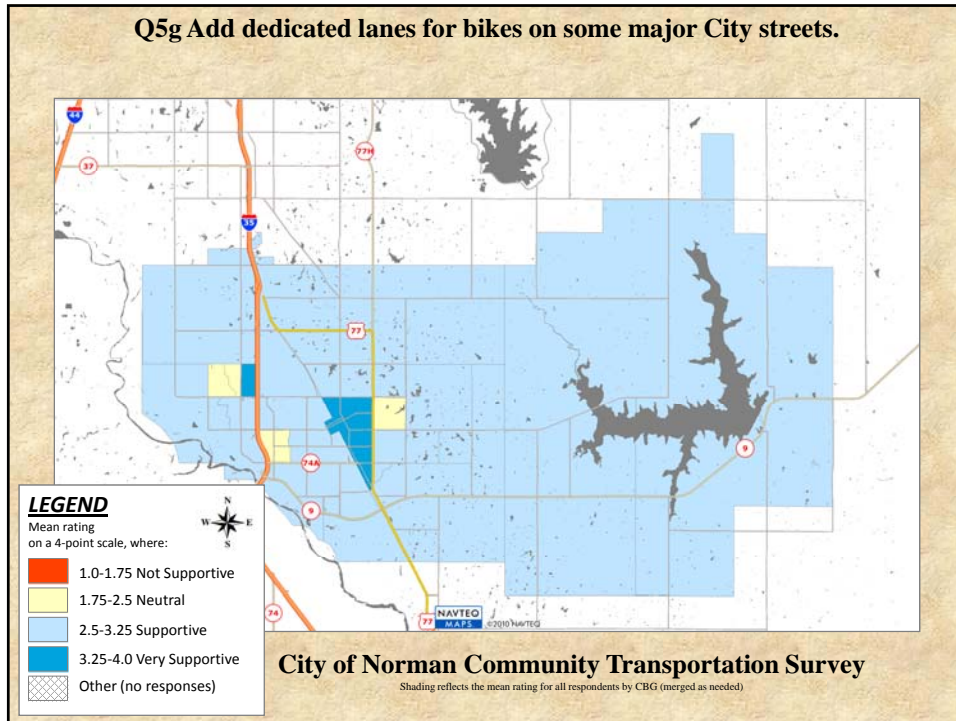 Q5g Add dedicated lanes for bikes on some major City streets.
44
37
77H
35
77
74A
9
9
74
77
NAVTEQ
MAPS
©2010 NAVTEQ
LEGEND
Mean rating
on a 4-point scale, where:
N
W E
S
1.0-1.75 Not Supportive
1.75-2.5 Neutral
2.5-3.25 Supportive
3.25-4.0 Very Supportive
Other (no responses)
City of Norman Community Transportation Survey
Shading reflects the mean rating for all respondents by CBG (merged as needed)